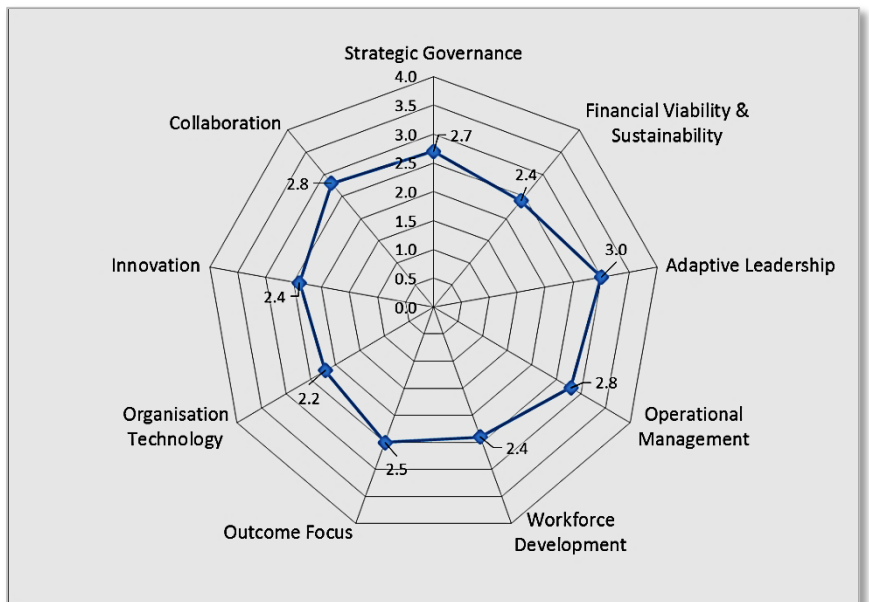 Strategic Governance
4.0
3.5
3.0
2.5
2.0
1.5
1.0
0.5
0.0
2.7
Financial Viability &
Sustainability
2.4
Adaptive Leadership
3.0
Operational
Management
2.8
Workforce
Development
2.4
Outcome Focus
2.5
Organisation
Technology
2.2
Innovation
2.4
Collaboration
2.8